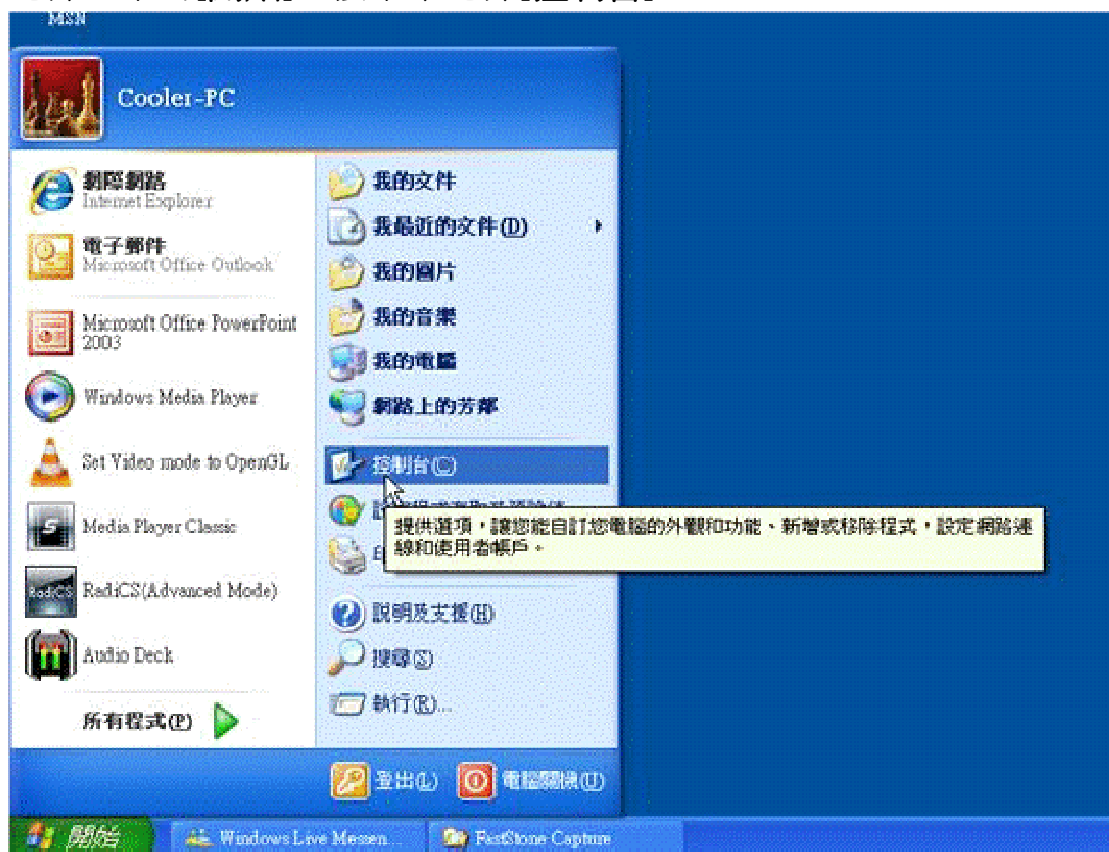 MSN
Cooler-PC
網際網路
Internet Explorer
電子郵件
Microsoft Office Outlook
Microsoft Office PowerPoint
2003
Windows Media Player
Set Video mode to OpenGL
Media Player Classic
RadiCS
RadiCS(Advanced Mode)
Audio Deck
所有程式(P)
我的文件
我最近的文件(D)
我的圖片
我的音樂
我的電腦
網路上的芳鄰
控制台(C)
提供選項，讓您能自訂您電腦的外觀和功能、新增或移除程式，設定網路連
線和使用者帳戶。
說明及支援(H)
搜尋(S)
執行(R)...
登出(L)
電腦關機(U)
開始
Windows Live Messen...
FastStone Capture